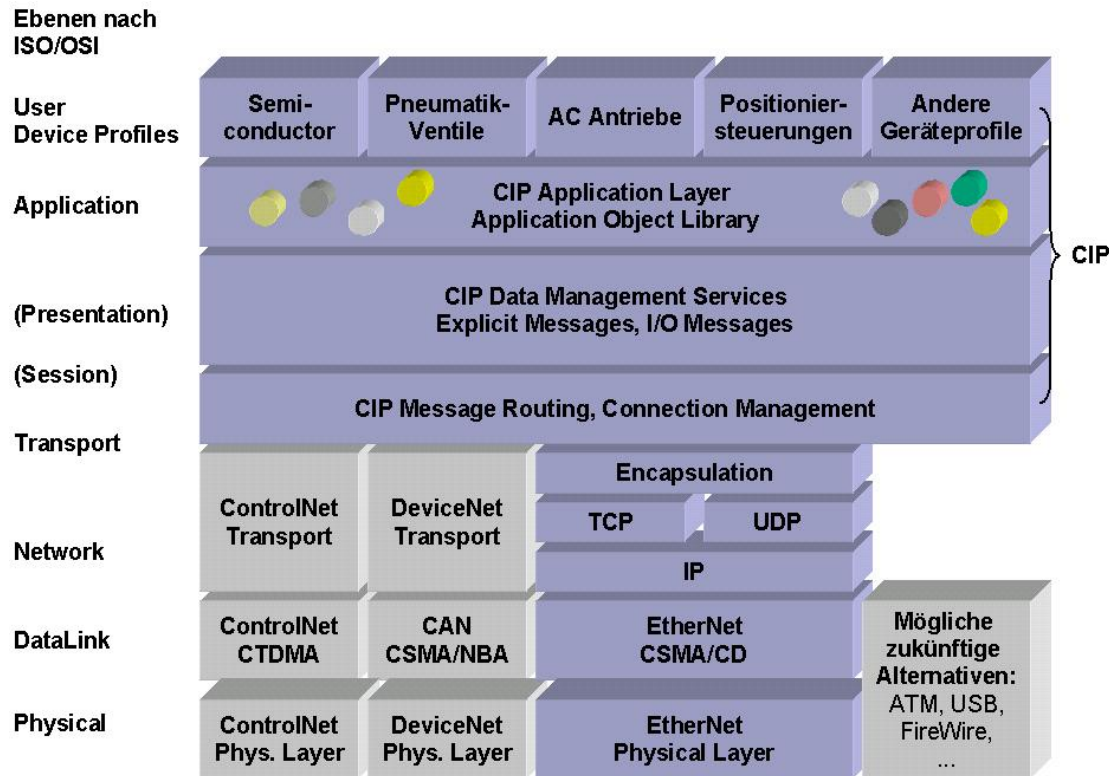 Ebenen nach
ISO/OSI
User
Device Profiles
Semi-
conductor
Pneumatik-
Ventile
AC Antriebe
Positionier-
steuerungen
Andere
Geräteprofile
Application
CIP Application Layer
Application Object Library
CIP
(Presentation)
CIP Data Management Services
Explicit Messages, I/O Messages
(Session)
CIP Message Routing, Connection Management
Transport
ControlNet
Transport
DeviceNet
Transport
Encapsulation
TCP
UDP
Network
IP
DataLink
ControlNet
CTDMA
CAN
CSMA/NBA
EtherNet
CSMA/CD
Mögliche
zukünftige
Alternativen:
ATM, USB,
FireWire,
...
Physical
ControlNet
Phys. Layer
DeviceNet
Phys. Layer
EtherNet
Physical Layer